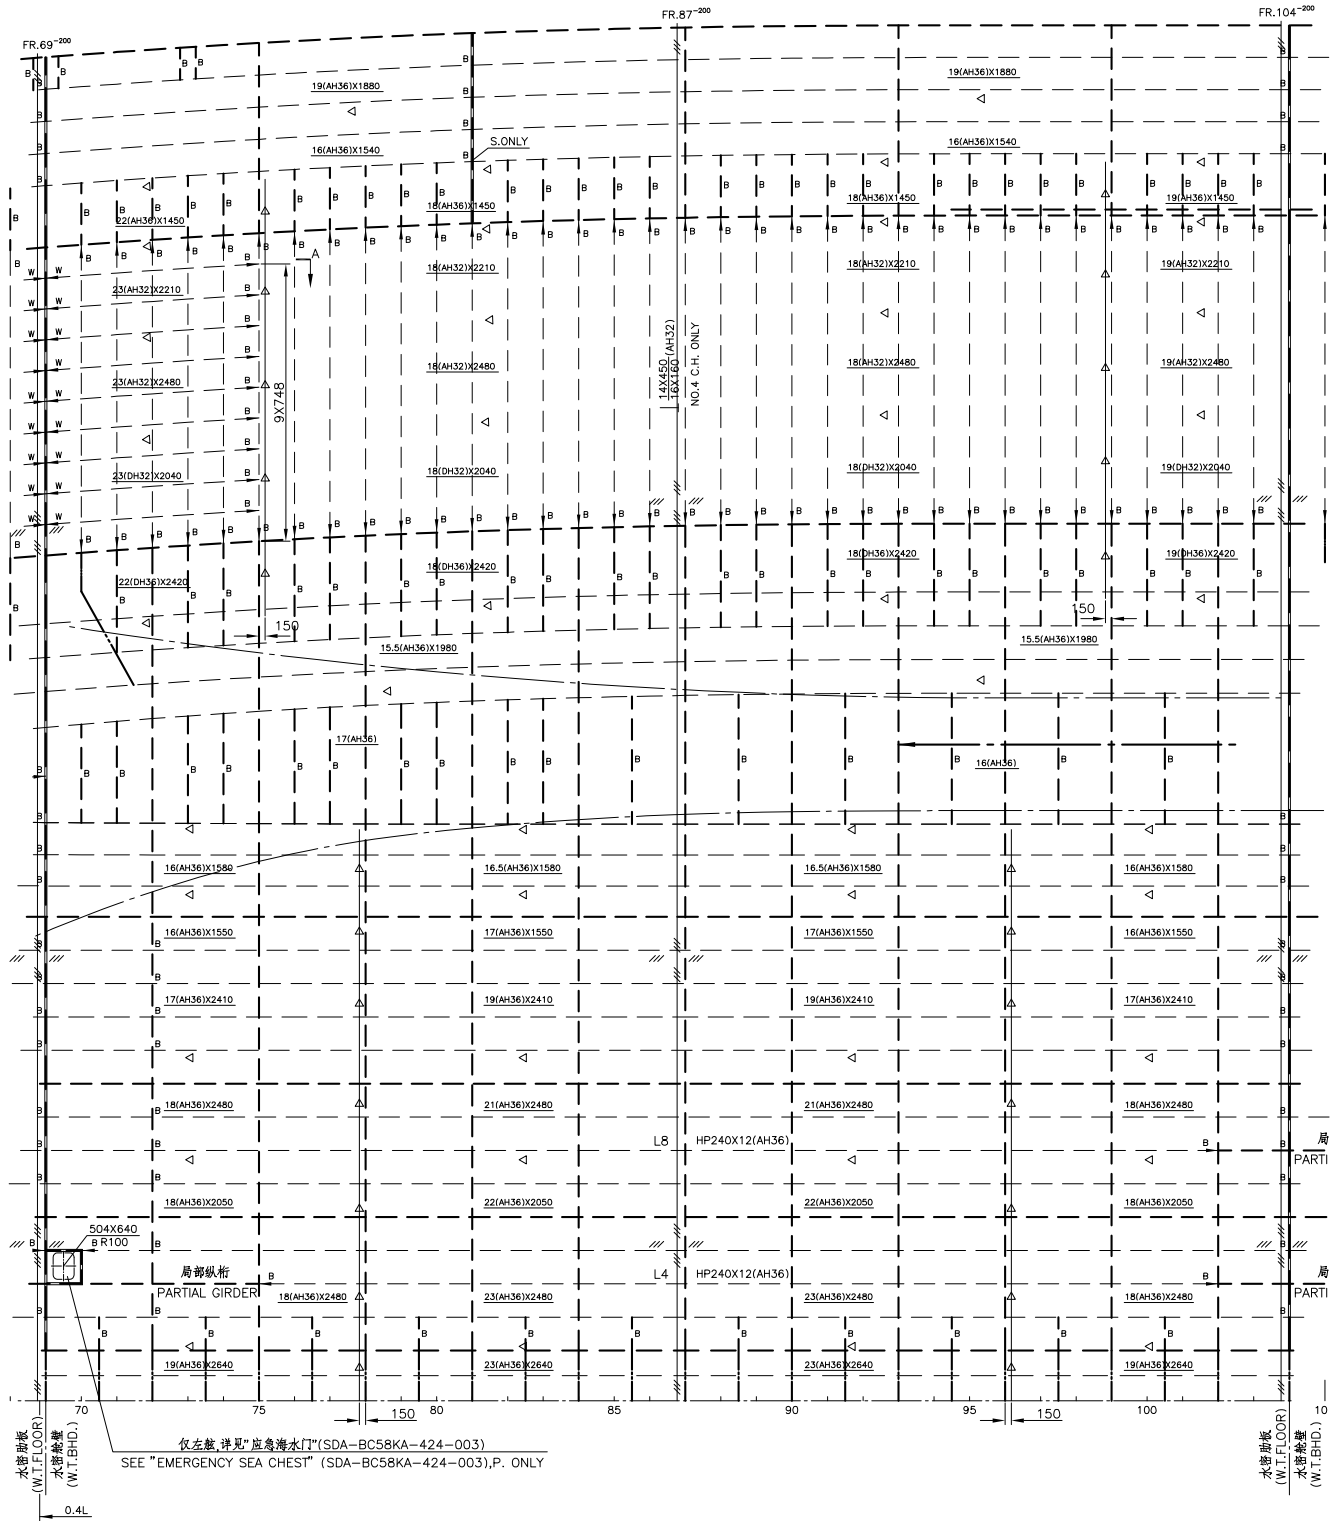 FR.69-200
FR.87-200
FR.104-200
19(AH36)X1880
19(AH36)X1880
S.ONLY
16(AH36)X1540
16(AH36)X1540
22(AH36)X1450
18(AH36)X1450
18(AH36)X1450
19(AH36)X1450
A
23(AH32)X2210
18(AH32)X2210
18(AH32)X2210
19(AH32)X2210
14X450
16X160 (AH32)
NO.4 C.H. ONLY
23(AH32)X2480
18(AH32)X2480
18(AH32)X2480
19(AH32)X2480
9X748
23(DH32)X2040
18(DH32)X2040
18(DH32)X2040
19(DH32)X2040
22(DH36)X2420
18(DH36)X2420
18(DH36)X2420
19(DH36)X2420
150
150
15.5(AH36)X1980
15.5(AH36)X1980
17(AH36)
16(AH36)
16(AH36)X1580
16.5(AH36)X1580
16.5(AH36)X1580
16(AH36)X1580
16(AH36)X1550
17(AH36)X1550
17(AH36)X1550
16(AH36)X1550
17(AH36)X2410
19(AH36)X2410
19(AH36)X2410
17(AH36)X2410
18(AH36)X2480
21(AH36)X2480
21(AH36)X2480
18(AH36)X2480
L8 HP240X12(AH36)
局
PARTI
18(AH36)X2050
22(AH36)X2050
22(AH36)X2050
18(AH36)X2050
504X640
R100
局部纵桁
PARTIAL GIRDER
L4 HP240X12(AH36)
局
PARTI
18(AH36)X2480
23(AH36)X2480
23(AH36)X2480
18(AH36)X2480
19(AH36)X2640
23(AH36)X2640
23(AH36)X2640
19(AH36)X2640
70 75 150 80 85 90 95 150 100 10
水密肋板
(W.T.FLOOR)
水密舱壁
(W.T.BHD.)
仅左舷,详见"应急海水门"(SDA-BC58KA-424-003)
SEE "EMERGENCY SEA CHEST" (SDA-BC58KA-424-003),P. ONLY
水密肋板
(W.T.FLOOR)
水密舱壁
(W.T.BHD.)
0.4L